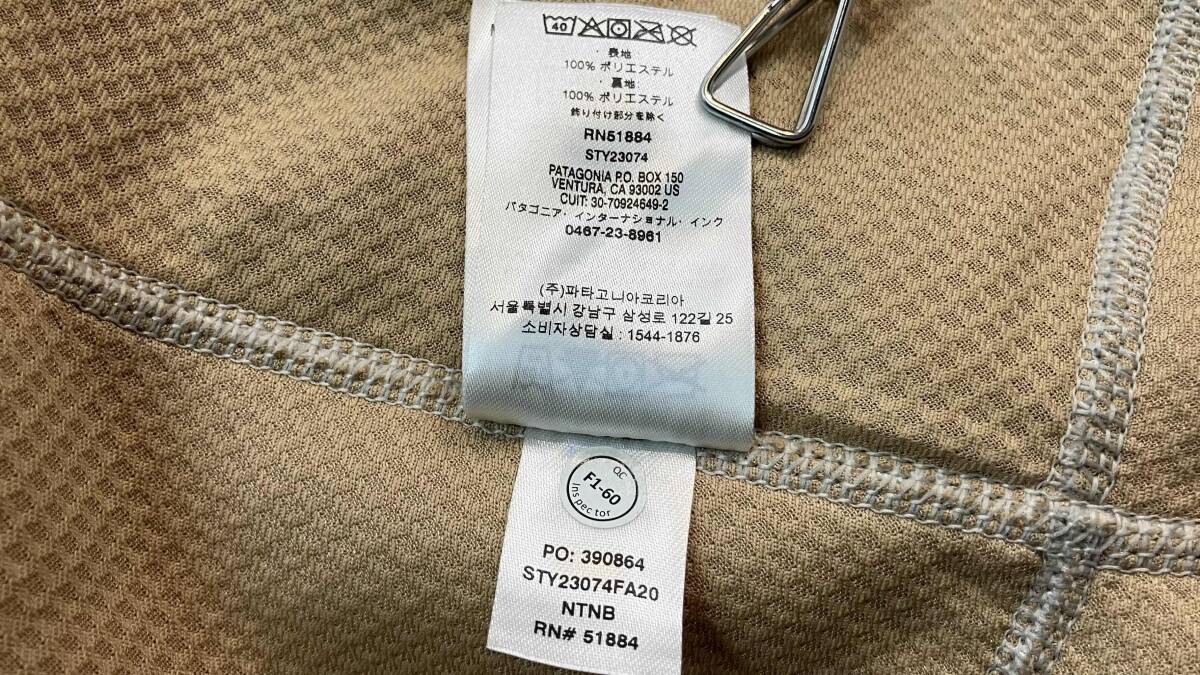 40
・表地:
100% ポリエステル
・裏地:
100% ポリエステル
飾り付け部分を除く
RN51884
STY23074
PATAGONIA P.O. BOX 150
VENTURA, CA 93002 US
CUIT: 30-70924649-2
パタゴニア・インターナショナル・インク
0467-23-8961
(주)파타고니아코리아
서울특별시 강남구 삼성로 122길 25
소비자상담실 : 1544-1876
QC
F1-60
Inspector
PO: 390864
STY23074FA20
NTNB
RN# 51884